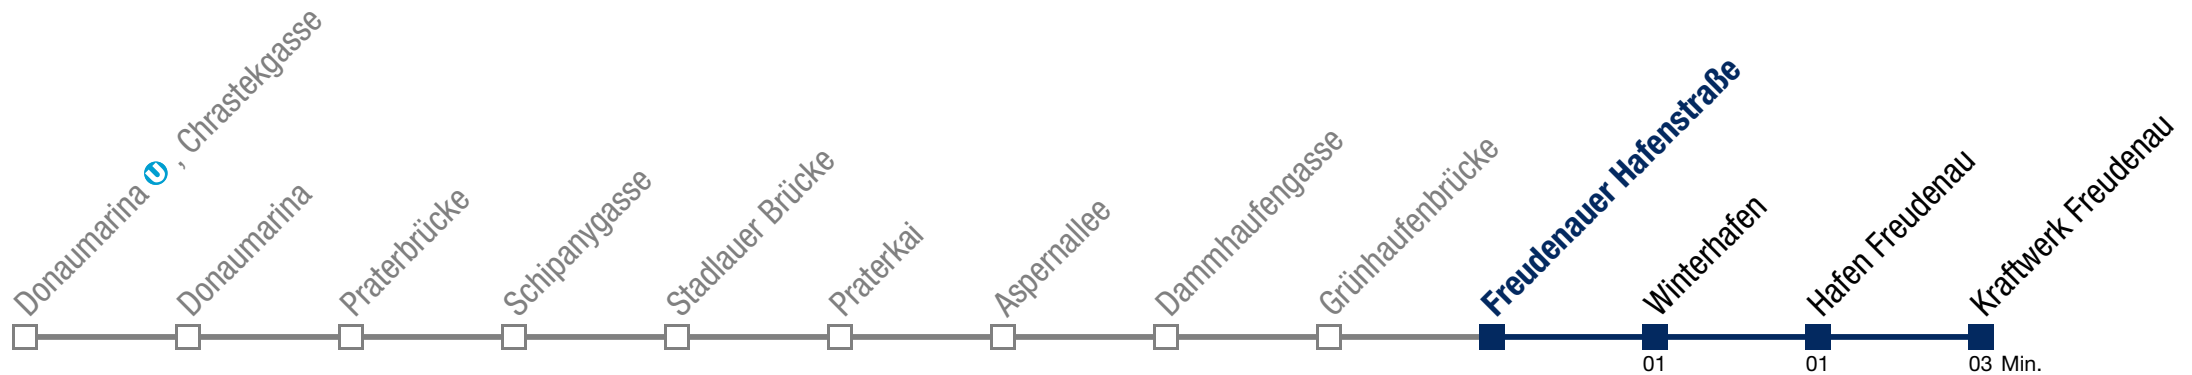 Donaumarina U, Chrastekgasse
Donaumarina
Praterbrücke
Schipanygasse
Stadlauer Brücke
Praterkai
Aspernallee
Dammhaufengasse
Grünhaufenbrücke
Freudenauer Hafenstraße
Winterhafen
Hafen Freudenau
Kraftwerk Freudenau
01 01 03 Min.